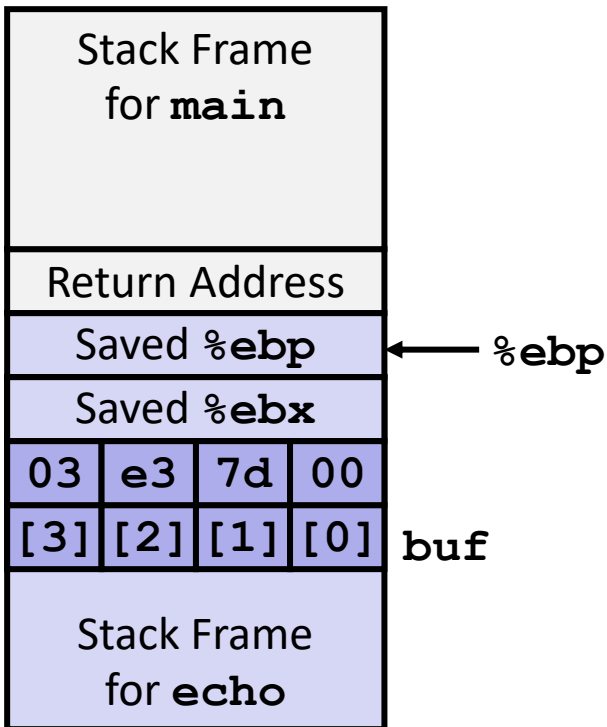 Stack Frame
for main
Return Address
Saved %ebp
%ebp
Saved %ebx
03 e3 7d 00
[3] [2] [1] [0] buf
Stack Frame
for echo